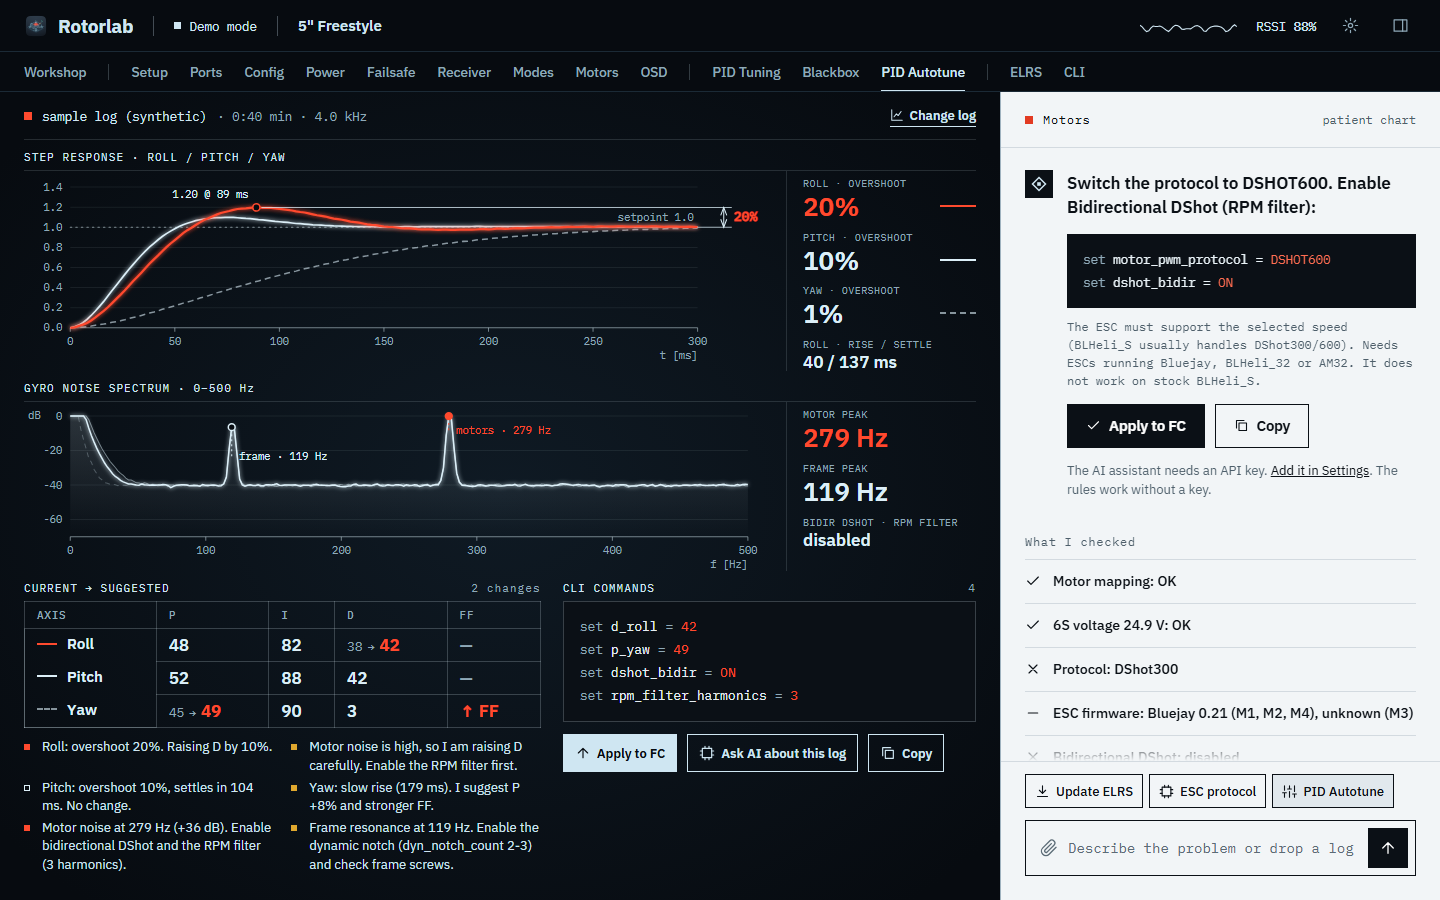 Rotorlab
Demo mode
5" Freestyle
RSSI 88%
Workshop Setup Ports Config Power Failsafe Receiver Modes Motors OSD PID Tuning Blackbox PID Autotune ELRS CLI
sample log (synthetic) · 0:40 min · 4.0 kHz
Change log
STEP RESPONSE · ROLL / PITCH / YAW
1.4
1.2
1.0
0.8
0.6
0.4
0.2
0.0
1.20 @ 89 ms
setpoint 1.0
20%
0 50 100 150 200 250 300
t [ms]
ROLL · OVERSHOOT
20%
PITCH · OVERSHOOT
10%
YAW · OVERSHOOT
1%
ROLL · RISE / SETTLE
40 / 137 ms
GYRO NOISE SPECTRUM · 0–500 Hz
dB 0
-20
-40
-60
frame · 119 Hz
motors · 279 Hz
0 100 200 300 400 500
f [Hz]
MOTOR PEAK
279 Hz
FRAME PEAK
119 Hz
BIDIR DSHOT · RPM FILTER
disabled
CURRENT → SUGGESTED 2 changes
AXIS P I D FF
Roll 48 82 38 → 42 —
Pitch 52 88 42 —
Yaw 45 → 49 90 3 ↑ FF
Roll: overshoot 20%. Raising D by 10%.
Pitch: overshoot 10%, settles in 104
ms. No change.
Motor noise at 279 Hz (+36 dB). Enable
bidirectional DShot and the RPM filter
(3 harmonics).
Motor noise is high, so I am raising D
carefully. Enable the RPM filter first.
Yaw: slow rise (179 ms). I suggest P
+8% and stronger FF.
Frame resonance at 119 Hz. Enable the
dynamic notch (dyn_notch_count 2-3)
and check frame screws.
CLI COMMANDS 4
set d_roll = 42
set p_yaw = 49
set dshot_bidir = ON
set rpm_filter_harmonics = 3
Apply to FC
Ask AI about this log
Copy
Motors
patient chart
Switch the protocol to DSHOT600. Enable
Bidirectional DShot (RPM filter):
set motor_pwm_protocol = DSHOT600
set dshot_bidir = ON
The ESC must support the selected speed
(BLHeli_S usually handles DShot300/600). Needs
ESCs running Bluejay, BLHeli_32 or AM32. It does
not work on stock BLHeli_S.
Apply to FC
Copy
The AI assistant needs an API key. Add it in Settings. The
rules work without a key.
What I checked
Motor mapping: OK
6S voltage 24.9 V: OK
Protocol: DShot300
ESC firmware: Bluejay 0.21 (M1, M2, M4), unknown (M3)
Bidirectional DShot: disabled
Update ELRS
ESC protocol
PID Autotune
Describe the problem or drop a log